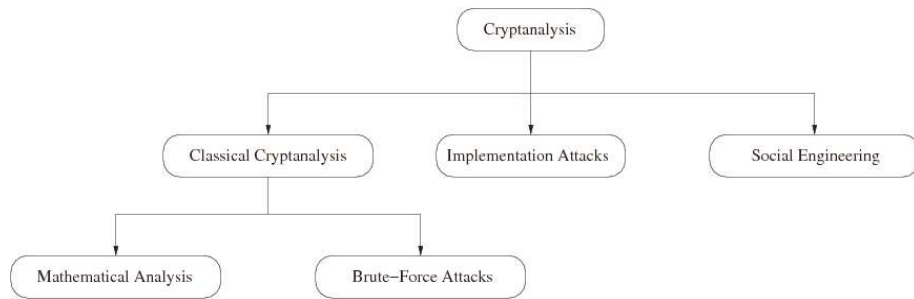 Cryptanalysis
Classical Cryptanalysis
Implementation Attacks
Social Engineering
Mathematical Analysis
Brute−Force Attacks